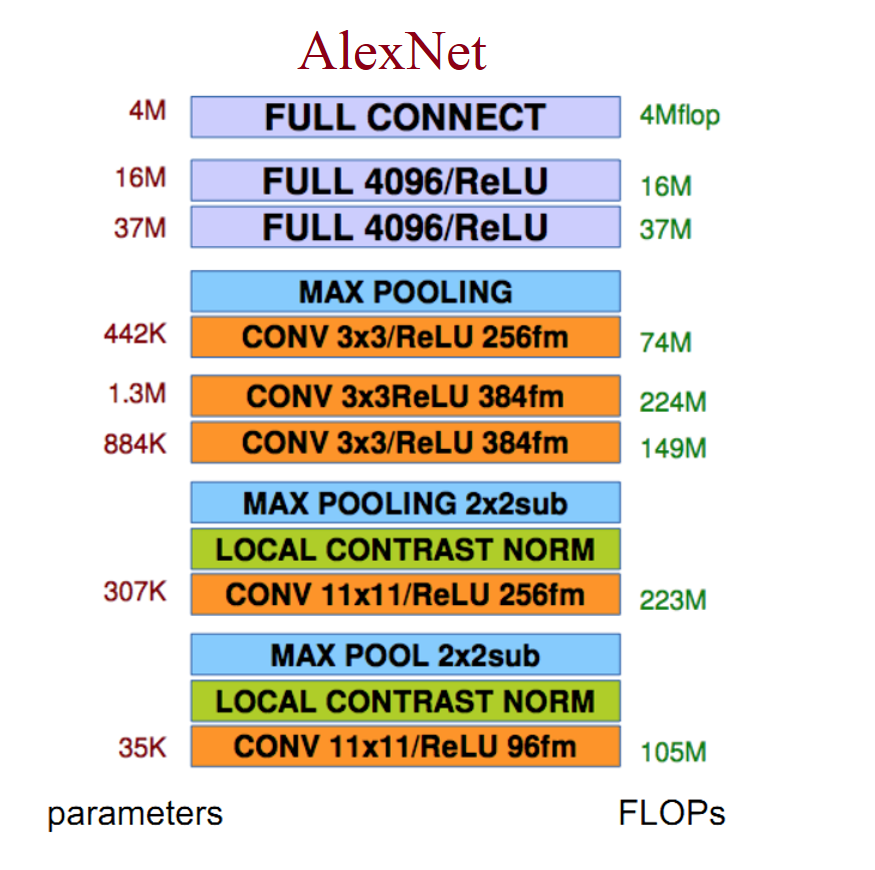 AlexNet
4M FULL CONNECT 4Mflop
16M FULL 4096/ReLU 16M
37M FULL 4096/ReLU 37M
MAX POOLING
442K CONV 3x3/ReLU 256fm 74M
1.3M CONV 3x3ReLU 384fm 224M
884K CONV 3x3/ReLU 384fm 149M
MAX POOLING 2x2sub
LOCAL CONTRAST NORM
307K CONV 11x11/ReLU 256fm 223M
MAX POOL 2x2sub
LOCAL CONTRAST NORM
35K CONV 11x11/ReLU 96fm 105M
parameters FLOPs